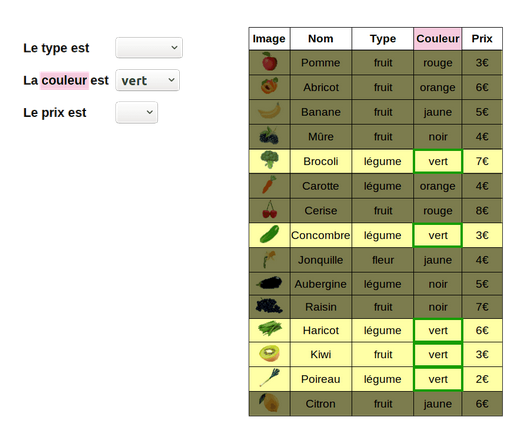 Le type est
La couleur est vert
Le prix est
Image Nom Type Couleur Prix
Pomme fruit rouge 3€
Abricot fruit orange 6€
Banane fruit jaune 5€
Mûre fruit noir 4€
Brocoli légume vert 7€
Carotte légume orange 4€
Cerise fruit rouge 8€
Concombre légume vert 3€
Jonquille fleur jaune 4€
Aubergine légume noir 5€
Raisin fruit noir 7€
Haricot légume vert 6€
Kiwi fruit vert 3€
Poireau légume vert 2€
Citron fruit jaune 6€